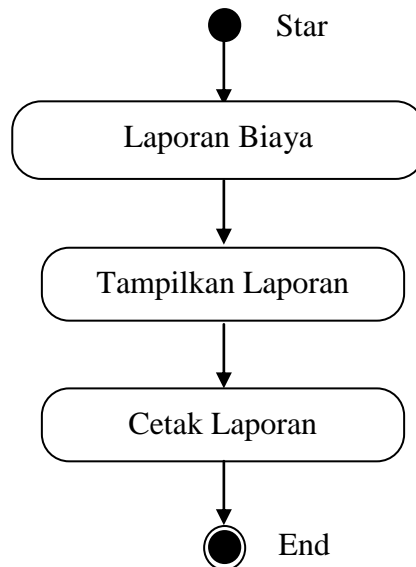 Star
Laporan Biaya
Tampilkan Laporan
Cetak Laporan
End